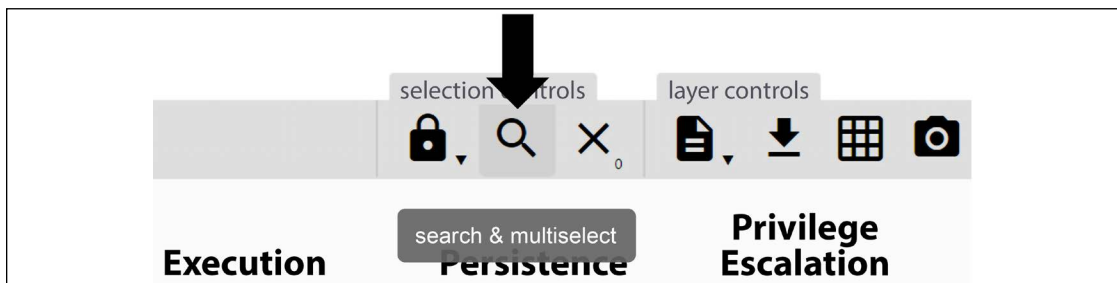 selection controls
layer controls
0
search & multiselect
Privilege
Execution
Persistence
Escalation